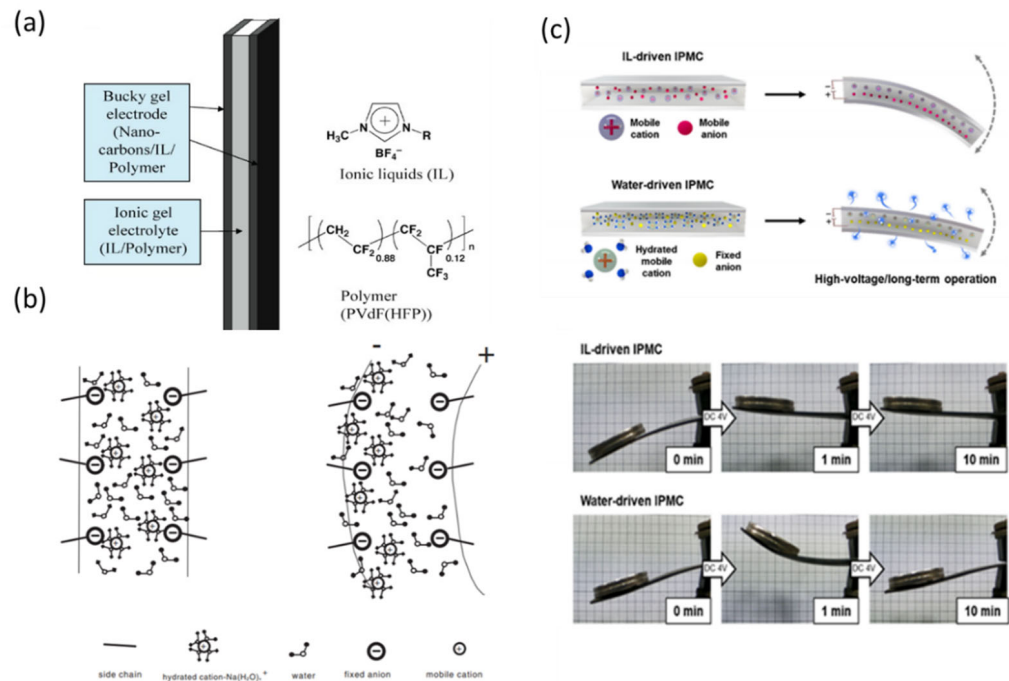 (a)
Bucky gel
electrode
(Nano-
carbons/IL/
Polymer
Ionic gel
electrolyte
(IL/Polymer)
H₃C
N
+
N
R
BF₄⁻
Ionic liquids (IL)
CH₂
CF₂
0.88
CF₂
CF₂
CF₃
0.12
n
Polymer
(PVdF(HFP))
(b)
-
+
side chain
hydrated cation-Na(H₂O)ₓ⁺
water
fixed anion
mobile cation
(c)
IL-driven IPMC
Mobile
cation
Mobile
anion
Water-driven IPMC
Hydrated
mobile
cation
Fixed
anion
High-voltage/long-term operation
IL-driven IPMC
0 min
DC 4V
1 min
DC 4V
10 min
Water-driven IPMC
0 min
DC 4V
1 min
DC 4V
10 min